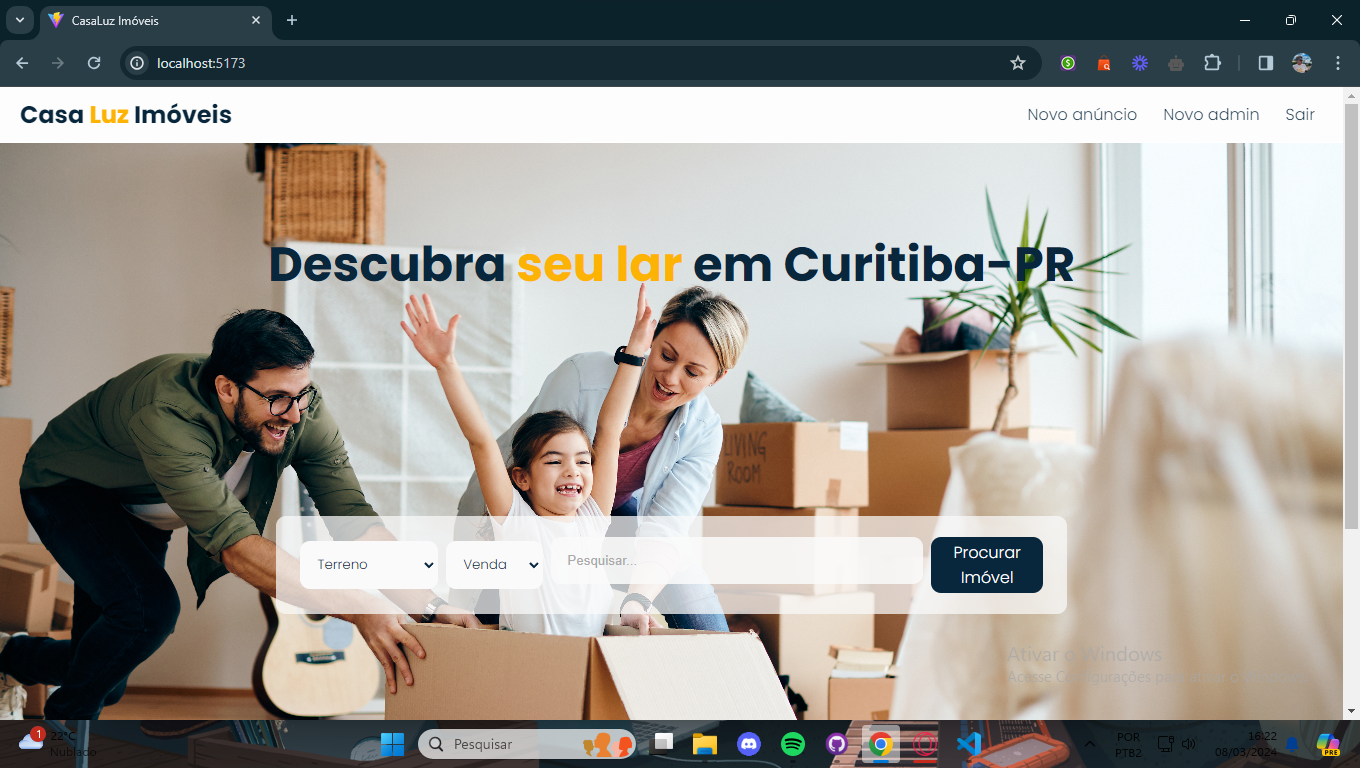 CasaLuz Imóveis
localhost:5173
Casa Luz Imóveis
Novo anúncio Novo admin Sair
Descubra seu lar em Curitiba-PR
LIVING
ROOM
Terreno
Venda
Pesquisar...
Procurar
Imóvel
Ativar o Windows
Acesse Configurações para ativar o Windows.
1
22°C
Nublado
Pesquisar
POR
PTB2
16:22
08/03/2024
PRE